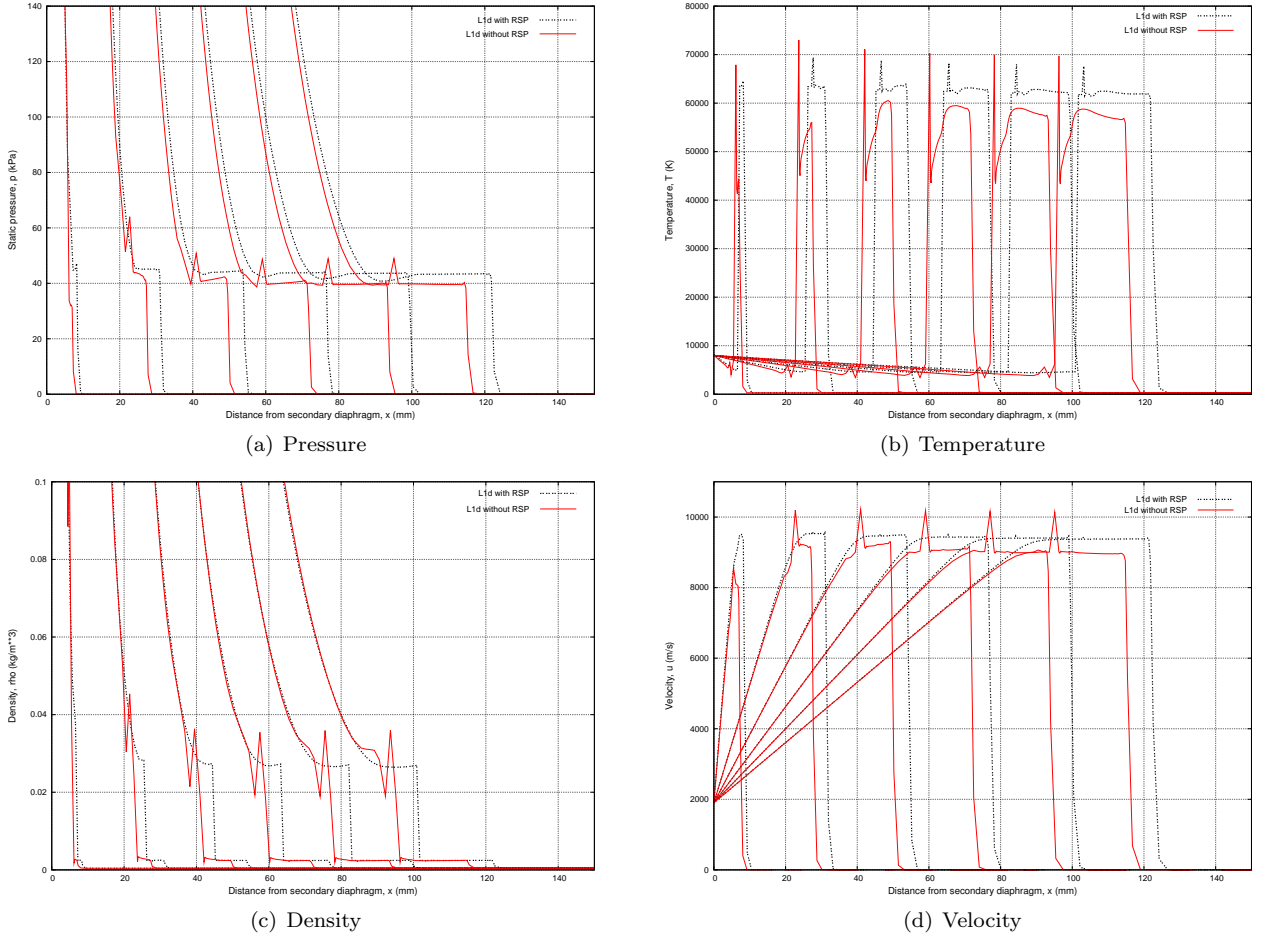 140
120
100
80
60
40
20
0
Static pressure, p (kPa)
L1d with RSP
L1d without RSP
0 20 40 60 80 100 120 140
Distance from secondary diaphragm, x (mm)
(a) Pressure
80000
70000
60000
50000
40000
30000
20000
10000
0
Temperature, T (K)
L1d with RSP
L1d without RSP
0 20 40 60 80 100 120 140
Distance from secondary diaphragm, x (mm)
(b) Temperature
0.1
0.08
0.06
0.04
0.02
0
Density, rho (kg/m**3)
L1d with RSP
L1d without RSP
0 20 40 60 80 100 120 140
Distance from secondary diaphragm, x (mm)
(c) Density
10000
8000
6000
4000
2000
0
Velocity, u (m/s)
L1d with RSP
L1d without RSP
0 20 40 60 80 100 120 140
Distance from secondary diaphragm, x (mm)
(d) Velocity